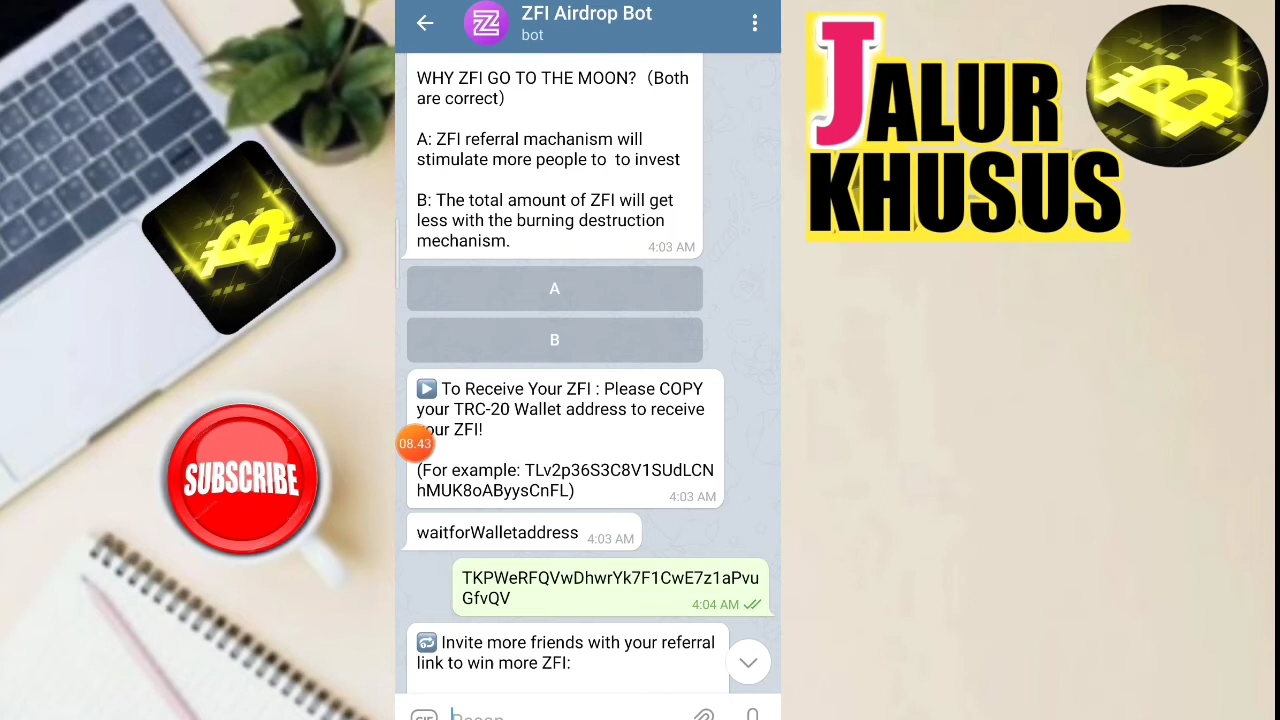 ZFI Airdrop Bot
bot
WHY ZFI GO TO THE MOON?（Both
are correct）
A: ZFI referral machanism will
stimulate more people to  to invest
B: The total amount of ZFI will get
less with the burning destruction
mechanism.
4:03 AM
A
B
To Receive Your ZFI : Please COPY
your TRC-20 Wallet address to receive
your ZFI!
08.43
(For example: TLv2p36S3C8V1SUdLCN
hMUK8oAByysCnFL)
4:03 AM
waitforWalletaddress
4:03 AM
TKPWeRFQVwDhwrYk7F1CwE7z1aPvu
GfvQV
4:04 AM
Invite more friends with your referral
link to win more ZFI:
GIF
SUBSCRIBE
JALUR
KHUSUS